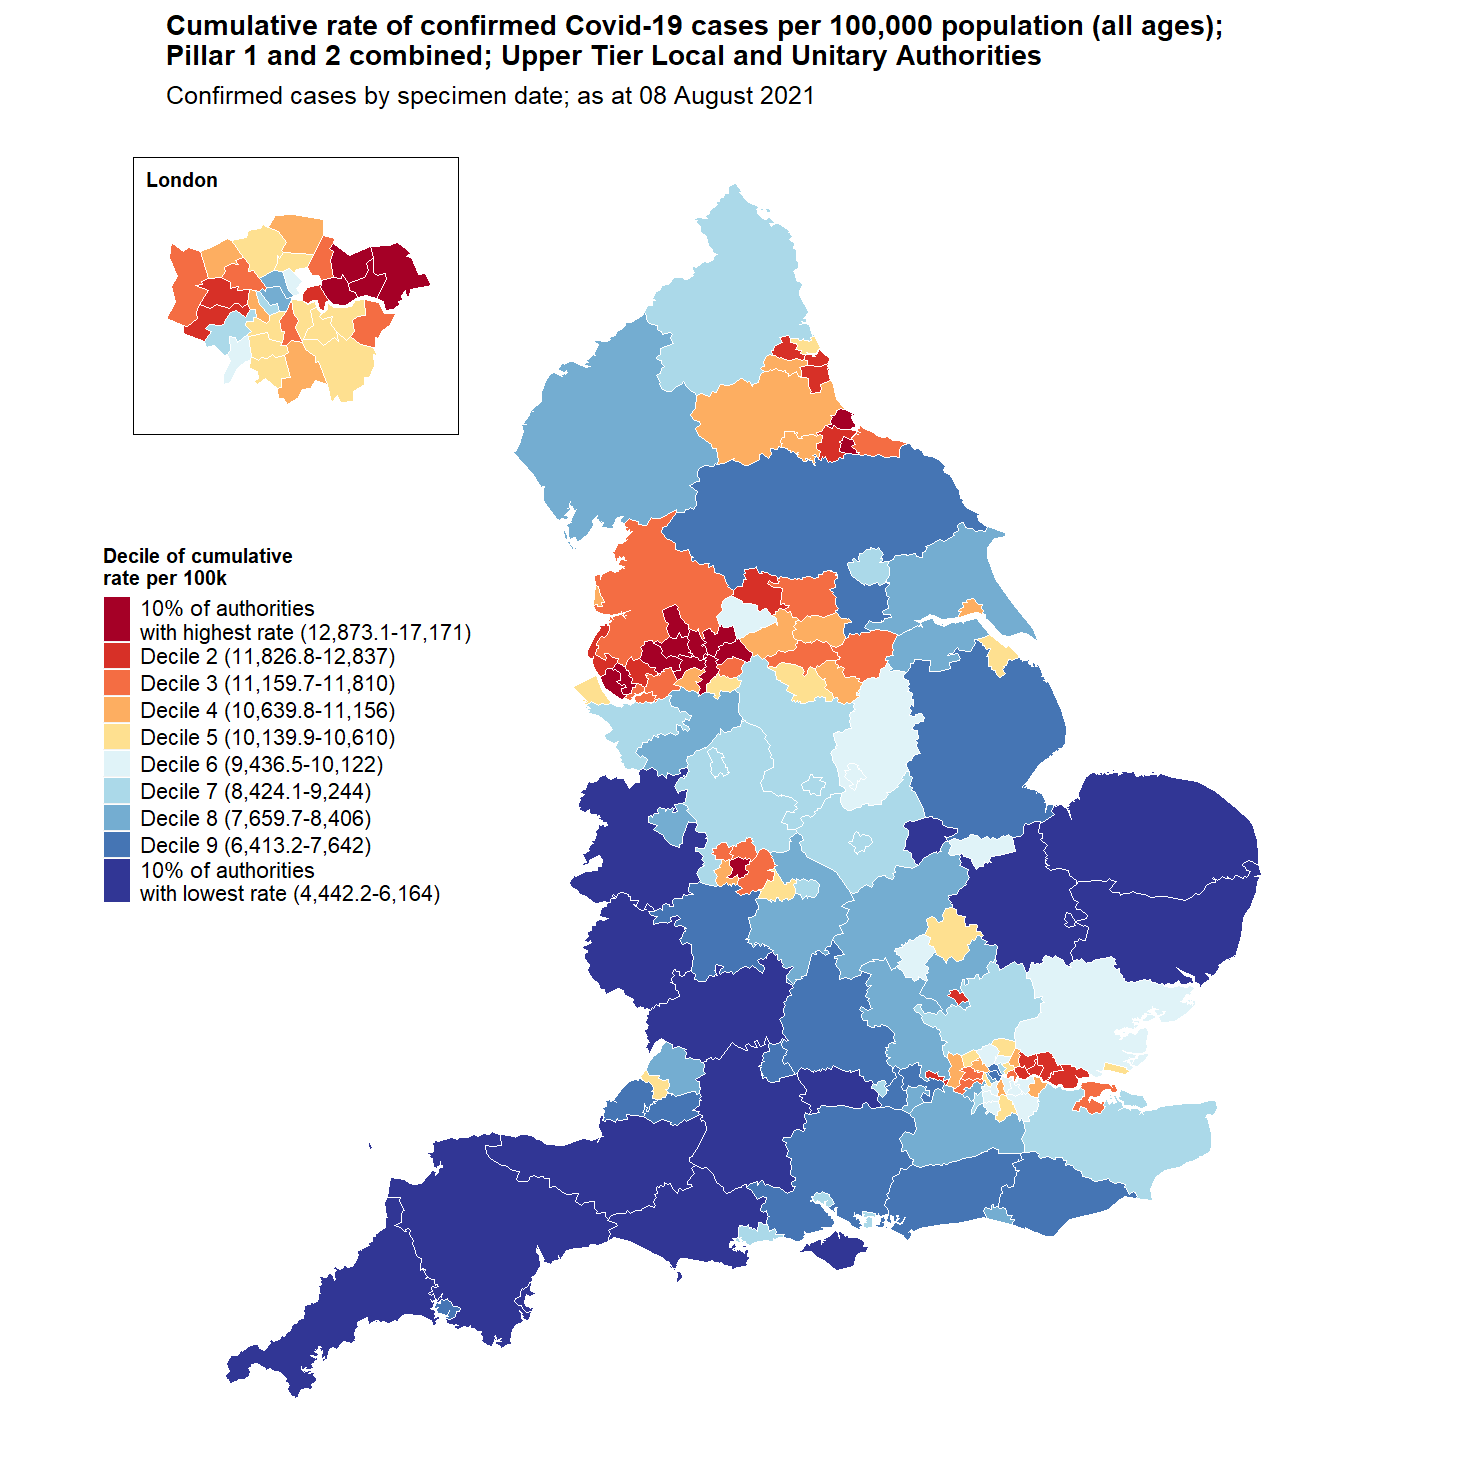 Cumulative rate of confirmed Covid-19 cases per 100,000 population (all ages);
Pillar 1 and 2 combined; Upper Tier Local and Unitary Authorities
Confirmed cases by specimen date; as at 08 August 2021
London
Decile of cumulative
rate per 100k
10% of authorities
with highest rate (12,873.1-17,171)
Decile 2 (11,826.8-12,837)
Decile 3 (11,159.7-11,810)
Decile 4 (10,639.8-11,156)
Decile 5 (10,139.9-10,610)
Decile 6 (9,436.5-10,122)
Decile 7 (8,424.1-9,244)
Decile 8 (7,659.7-8,406)
Decile 9 (6,413.2-7,642)
10% of authorities
with lowest rate (4,442.2-6,164)